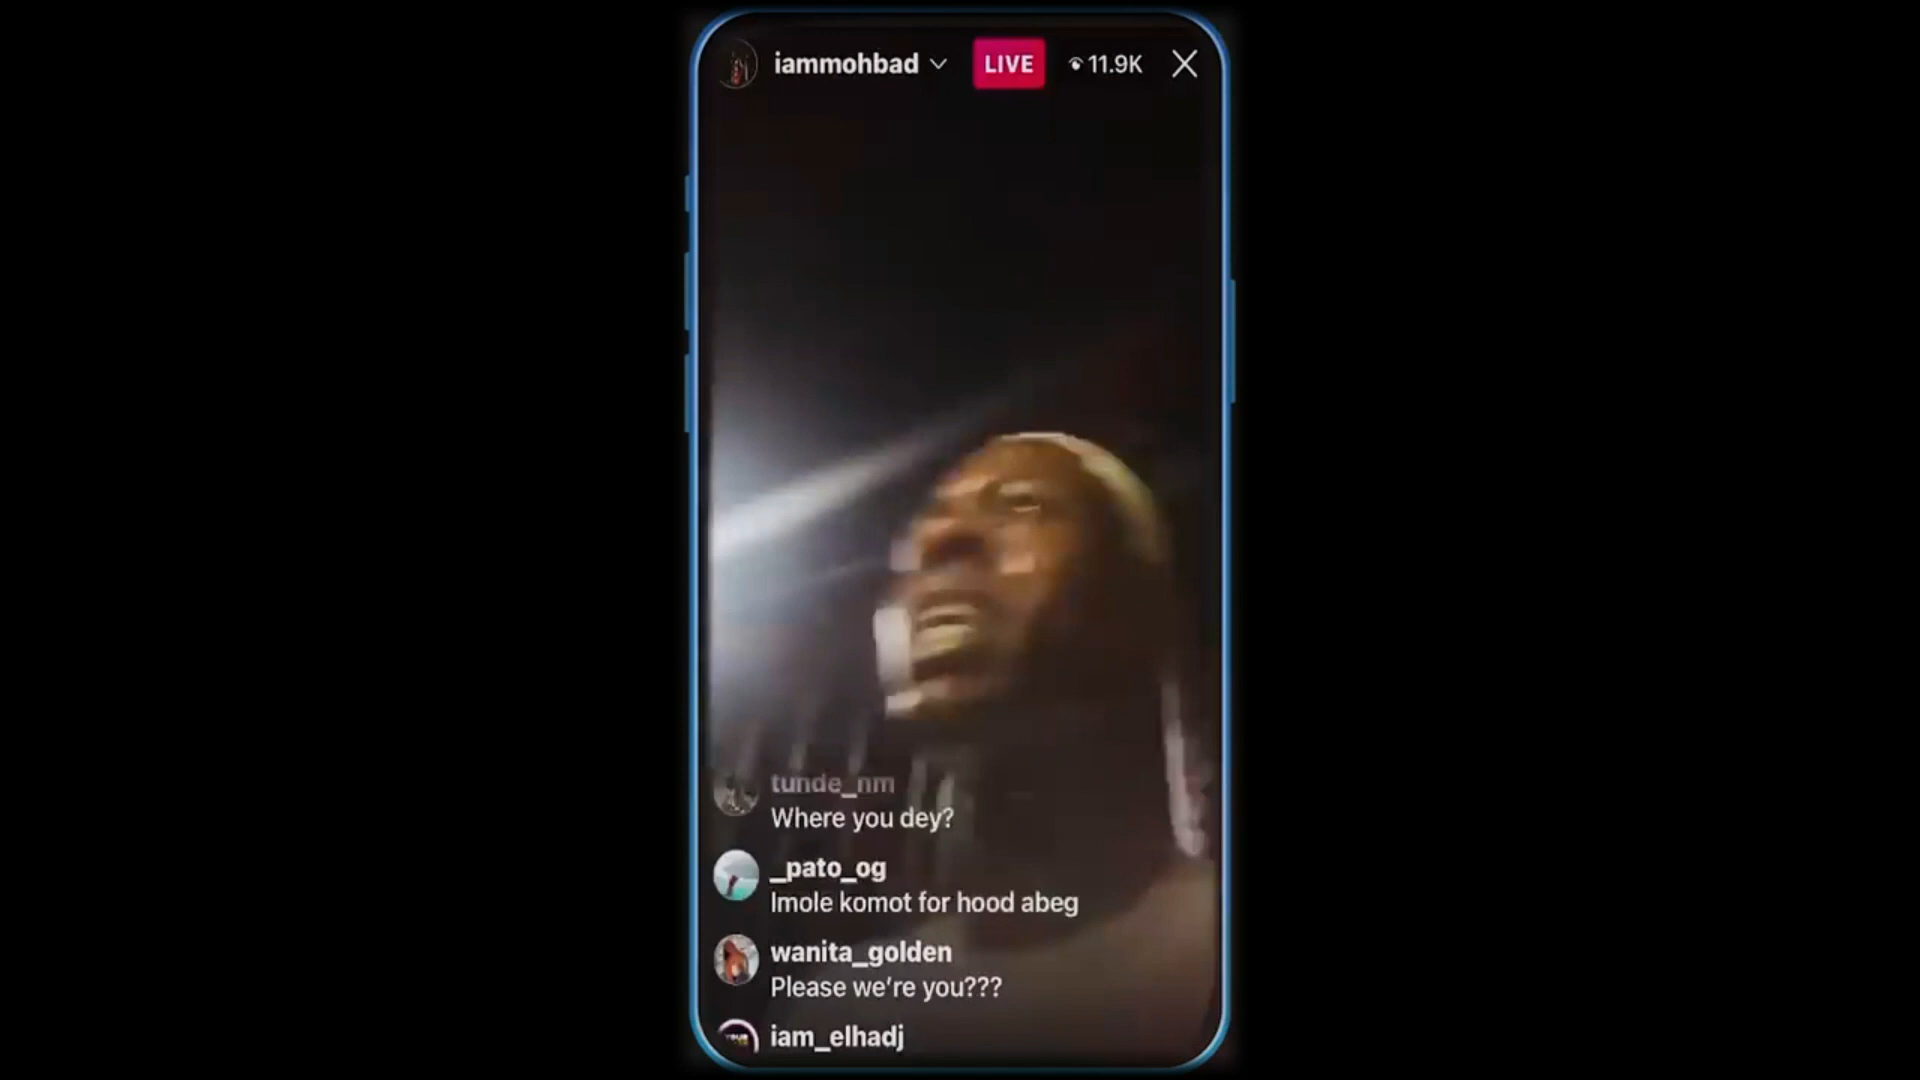 iammohbad
LIVE
11.9K
tunde_nm
Where you dey?
_pato_og
Imole komot for hood abeg
wanita_golden
Please we're you???
iam_elhadj